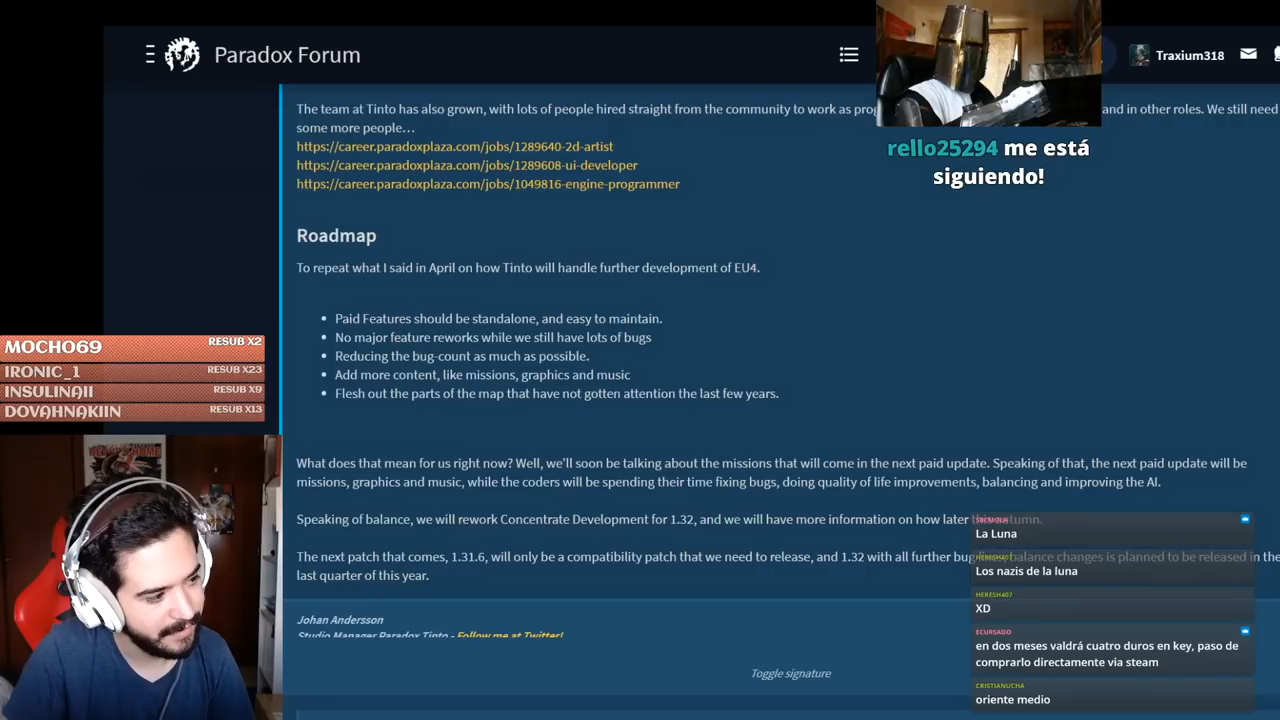 Paradox Forum
Traxium318
The team at Tinto has also grown, with lots of people hired straight from the community to work as
and in other roles. We still need
some more people…
https://career.paradoxplaza.com/jobs/1289640-2d-artist
https://career.paradoxplaza.com/jobs/1289608-ui-developer
https://career.paradoxplaza.com/jobs/1049816-engine-programmer
rello25294 me está
siguiendo!
Roadmap
To repeat what I said in April on how Tinto will handle further development of EU4.
Paid Features should be standalone, and easy to maintain.
No major feature reworks while we still have lots of bugs
Reducing the bug-count as much as possible.
Add more content, like missions, graphics and music
Flesh out the parts of the map that have not gotten attention the last few years.
MOCHO69 RESUB X2
IRONIC_1 RESUB X23
INSULINAII RESUB X9
DOVAHNAKIIN RESUB X13
What does that mean for us right now? Well, we’ll soon be talking about the missions that will come in the next paid update. Speaking of that, the next paid update will be
missions, graphics and music, while the coders will be spending their time fixing bugs, doing quality of life improvements, balancing and improving the AI.
Speaking of balance, we will rework Concentrate Development for 1.32, and we will have more information on how later
The next patch that comes, 1.31.6, will only be a compatibility patch that we need to release, and 1.32 with all further bug balance changes is planned to be released in the
last quarter of this year.
Johan Andersson
Studio Manager Paradox Tinto - Follow me at Twitter!
Toggle signature
La Luna
HERESH407
Los nazis de la luna
HERESH407
XD
ECURSADO
en dos meses valdrá cuatro duros en key, paso de
comprarlo directamente via steam
CRISTIANUCHA
oriente medio